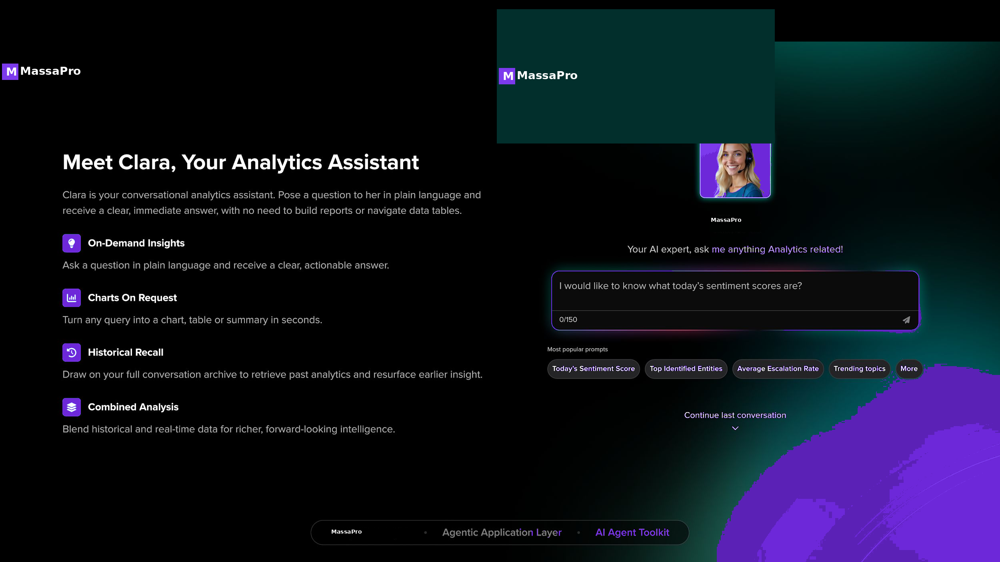 M MassaPro
M MassaPro
Meet Clara, Your Analytics Assistant
Clara is your conversational analytics assistant. Pose a question to her in plain language and
receive a clear, immediate answer, with no need to build reports or navigate data tables.
On-Demand Insights
Ask a question in plain language and receive a clear, actionable answer.
Charts On Request
Turn any query into a chart, table or summary in seconds.
Historical Recall
Draw on your full conversation archive to retrieve past analytics and resurface earlier insight.
Combined Analysis
Blend historical and real-time data for richer, forward-looking intelligence.
MassaPro
Your AI expert, ask me anything Analytics related!
I would like to know what today’s sentiment scores are?
0/150
Most popular prompts
Today’s Sentiment Score
Top Identified Entities
Average Escalation Rate
Trending topics
More
Continue last conversation
MassaPro • Agentic Application Layer • AI Agent Toolkit